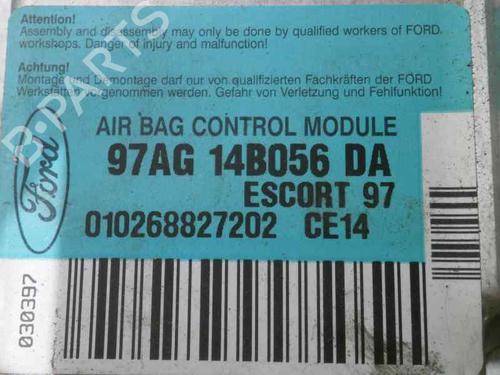 Attention!
Assembly and disassembly may only be done by qualified workers of FORD
workshops. Danger of injury and malfunction!
Achtung!
Montage und Demontage darf nur von qualifizierten Fachkräften der FORD
Werkstätten vorgenommen werden. Gefahr von Verletzung und Fehlfunktion!
AIR BAG CONTROL MODULE
97AG 14B056 DA
ESCORT 97
010268827202 CE14
Ford
030397
B-PARTS